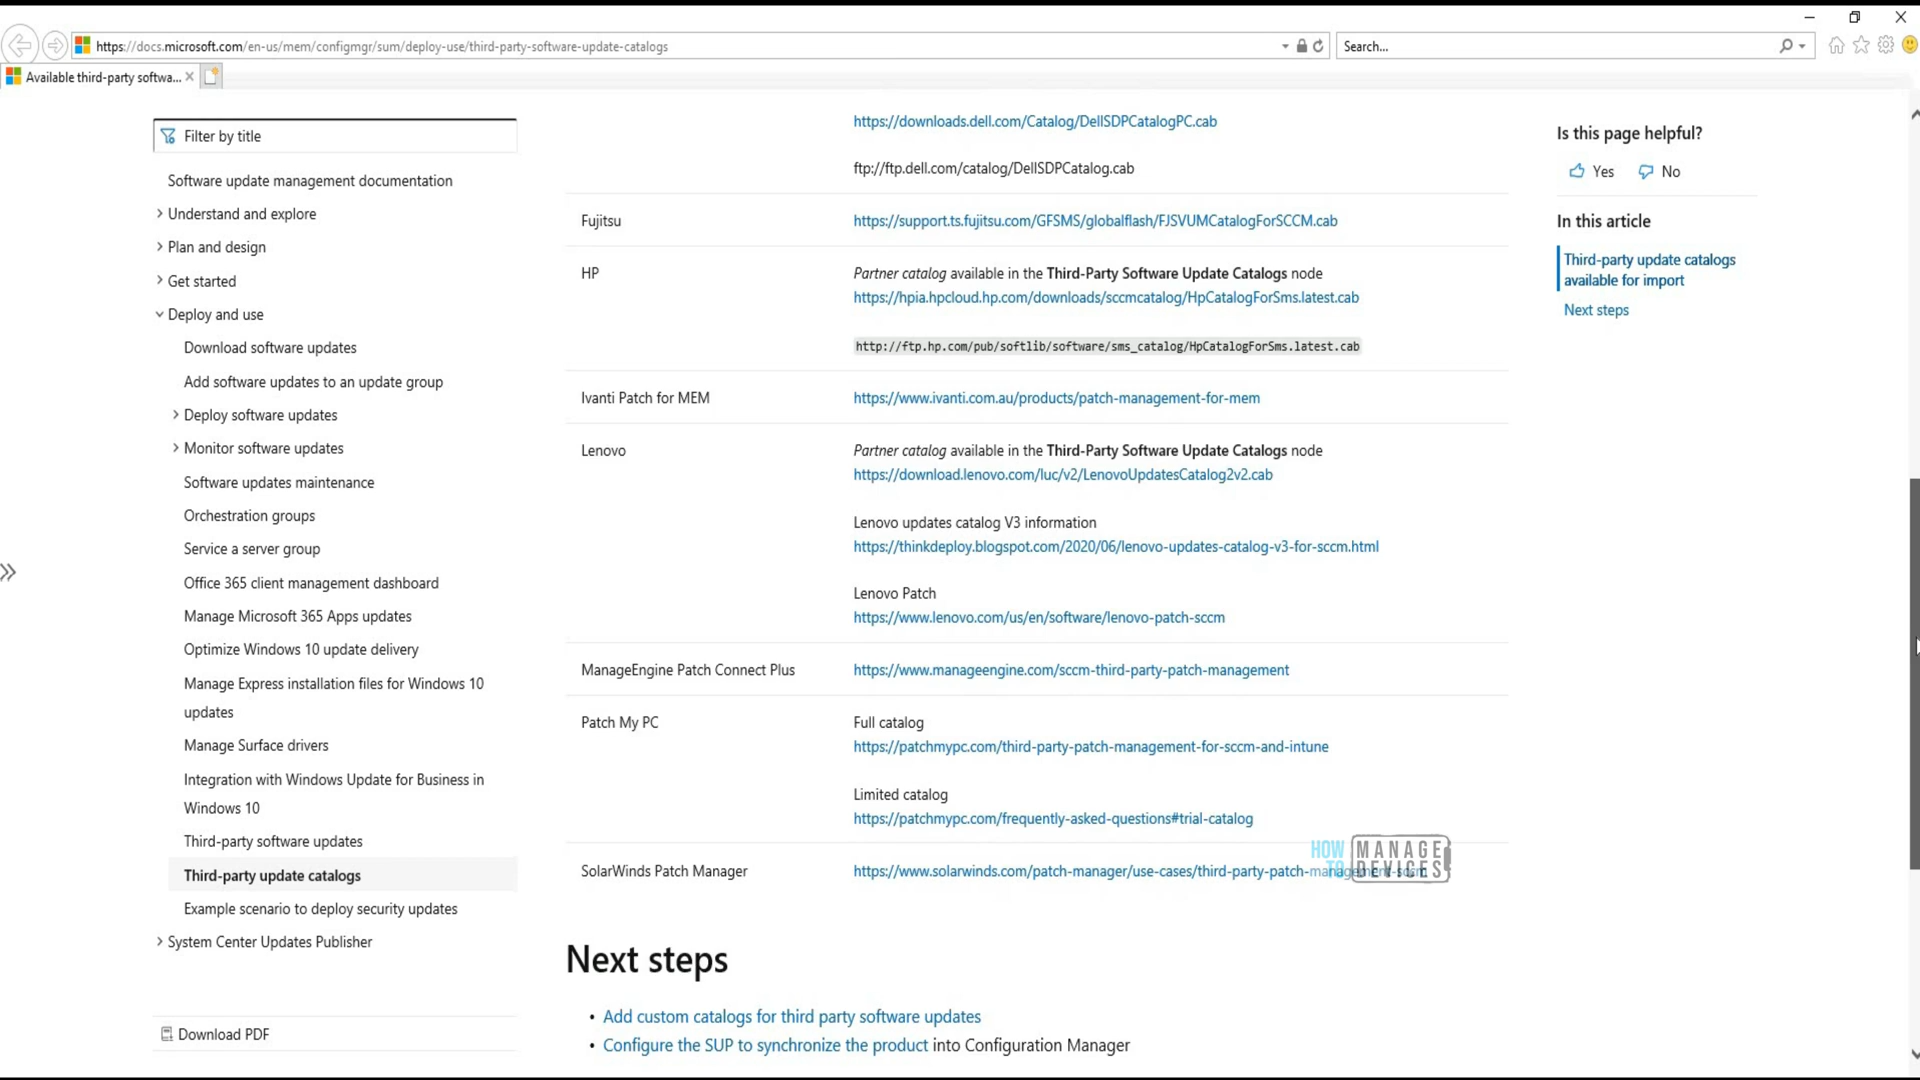 https://docs.microsoft.com/en-us/mem/configmgr/sum/deploy-use/third-party-software-update-catalogs
Search...
Available third-party softwa...
Filter by title
Software update management documentation
Understand and explore
Plan and design
Get started
Deploy and use
Download software updates
Add software updates to an update group
Deploy software updates
Monitor software updates
Software updates maintenance
Orchestration groups
Service a server group
Office 365 client management dashboard
Manage Microsoft 365 Apps updates
Optimize Windows 10 update delivery
Manage Express installation files for Windows 10
updates
Manage Surface drivers
Integration with Windows Update for Business in
Windows 10
Third-party software updates
Third-party update catalogs
Example scenario to deploy security updates
System Center Updates Publisher
Download PDF
https://downloads.dell.com/Catalog/DellSDPCatalogPC.cab
ftp://ftp.dell.com/catalog/DellSDPCatalog.cab
Fujitsu
https://support.ts.fujitsu.com/GFSMS/globalflash/FJSVUMCatalogForSCCM.cab
HP
Partner catalog available in the Third-Party Software Update Catalogs node
https://hpia.hpcloud.hp.com/downloads/sccmcatalog/HpCatalogForSms.latest.cab
http://ftp.hp.com/pub/softlib/software/sms_catalog/HpCatalogForSms.latest.cab
Ivanti Patch for MEM
https://www.ivanti.com.au/products/patch-management-for-mem
Lenovo
Partner catalog available in the Third-Party Software Update Catalogs node
https://download.lenovo.com/luc/v2/LenovoUpdatesCatalog2v2.cab
Lenovo updates catalog V3 information
https://thinkdeploy.blogspot.com/2020/06/lenovo-updates-catalog-v3-for-sccm.html
Lenovo Patch
https://www.lenovo.com/us/en/software/lenovo-patch-sccm
ManageEngine Patch Connect Plus
https://www.manageengine.com/sccm-third-party-patch-management
Patch My PC
Full catalog
https://patchmypc.com/third-party-patch-management-for-sccm-and-intune
Limited catalog
https://patchmypc.com/frequently-asked-questions#trial-catalog
SolarWinds Patch Manager
https://www.solarwinds.com/patch-manager/use-cases/third-party-patch-management-sccm
HOW TO MANAGE DEVICES
Next steps
• Add custom catalogs for third party software updates
• Configure the SUP to synchronize the product into Configuration Manager
Is this page helpful?
Yes No
In this article
Third-party update catalogs
available for import
Next steps